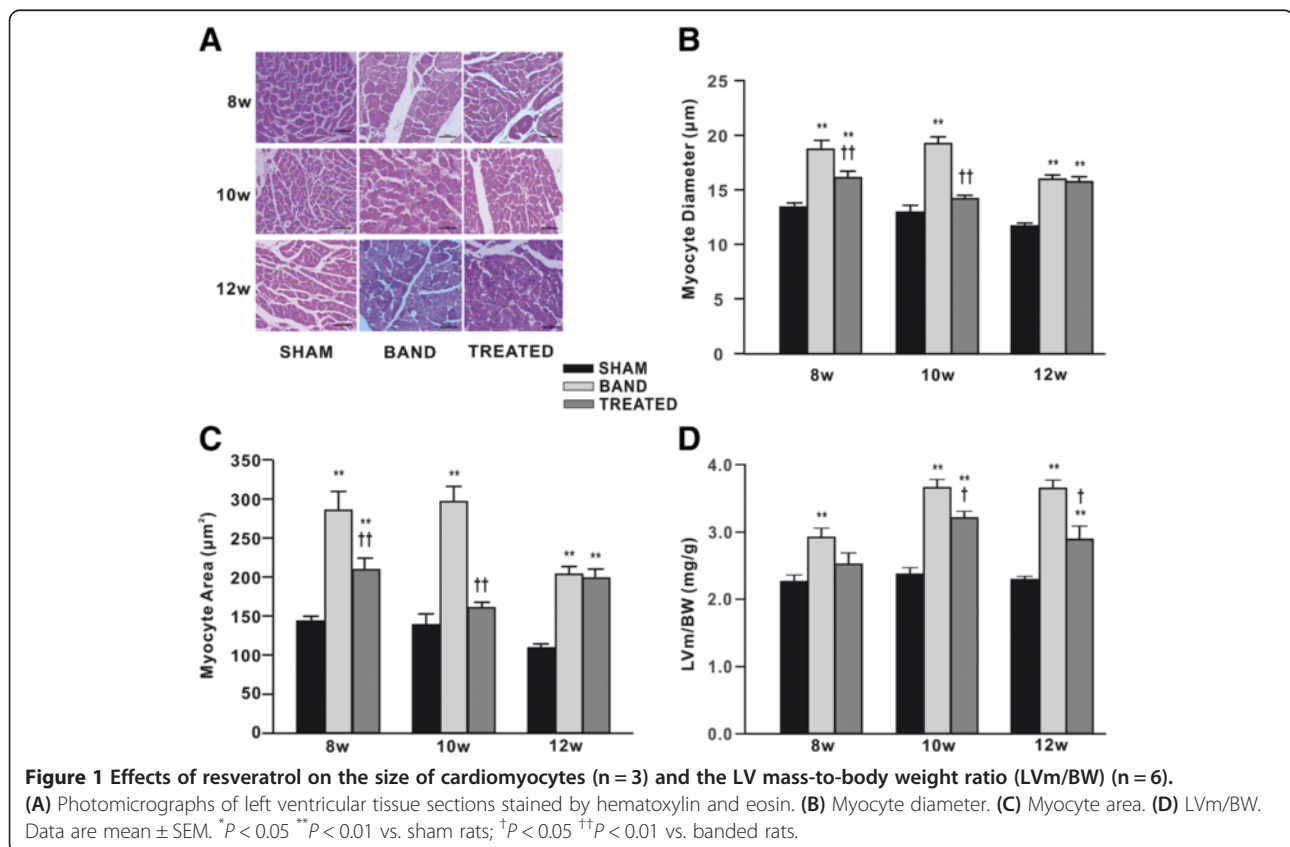 A
8w
10w
12w
SHAM BAND TREATED
SHAM
BAND
TREATED
B
Myocyte Diameter (µm)
25
20
15
10
5
0
** ** †† ** †† ** **
8w 10w 12w
C
Myocyte Area (µm²)
350
300
250
200
150
100
50
0
** ** †† ** †† ** **
8w 10w 12w
D
LVm/BW (mg/g)
4.0
3.0
2.0
1.0
0.0
** ** ** † ** † **
8w 10w 12w
Figure 1 Effects of resveratrol on the size of cardiomyocytes (n = 3) and the LV mass-to-body weight ratio (LVm/BW) (n = 6).
(A) Photomicrographs of left ventricular tissue sections stained by hematoxylin and eosin. (B) Myocyte diameter. (C) Myocyte area. (D) LVm/BW.
Data are mean ± SEM. *P < 0.05 **P < 0.01 vs. sham rats; †P < 0.05 ††P < 0.01 vs. banded rats.